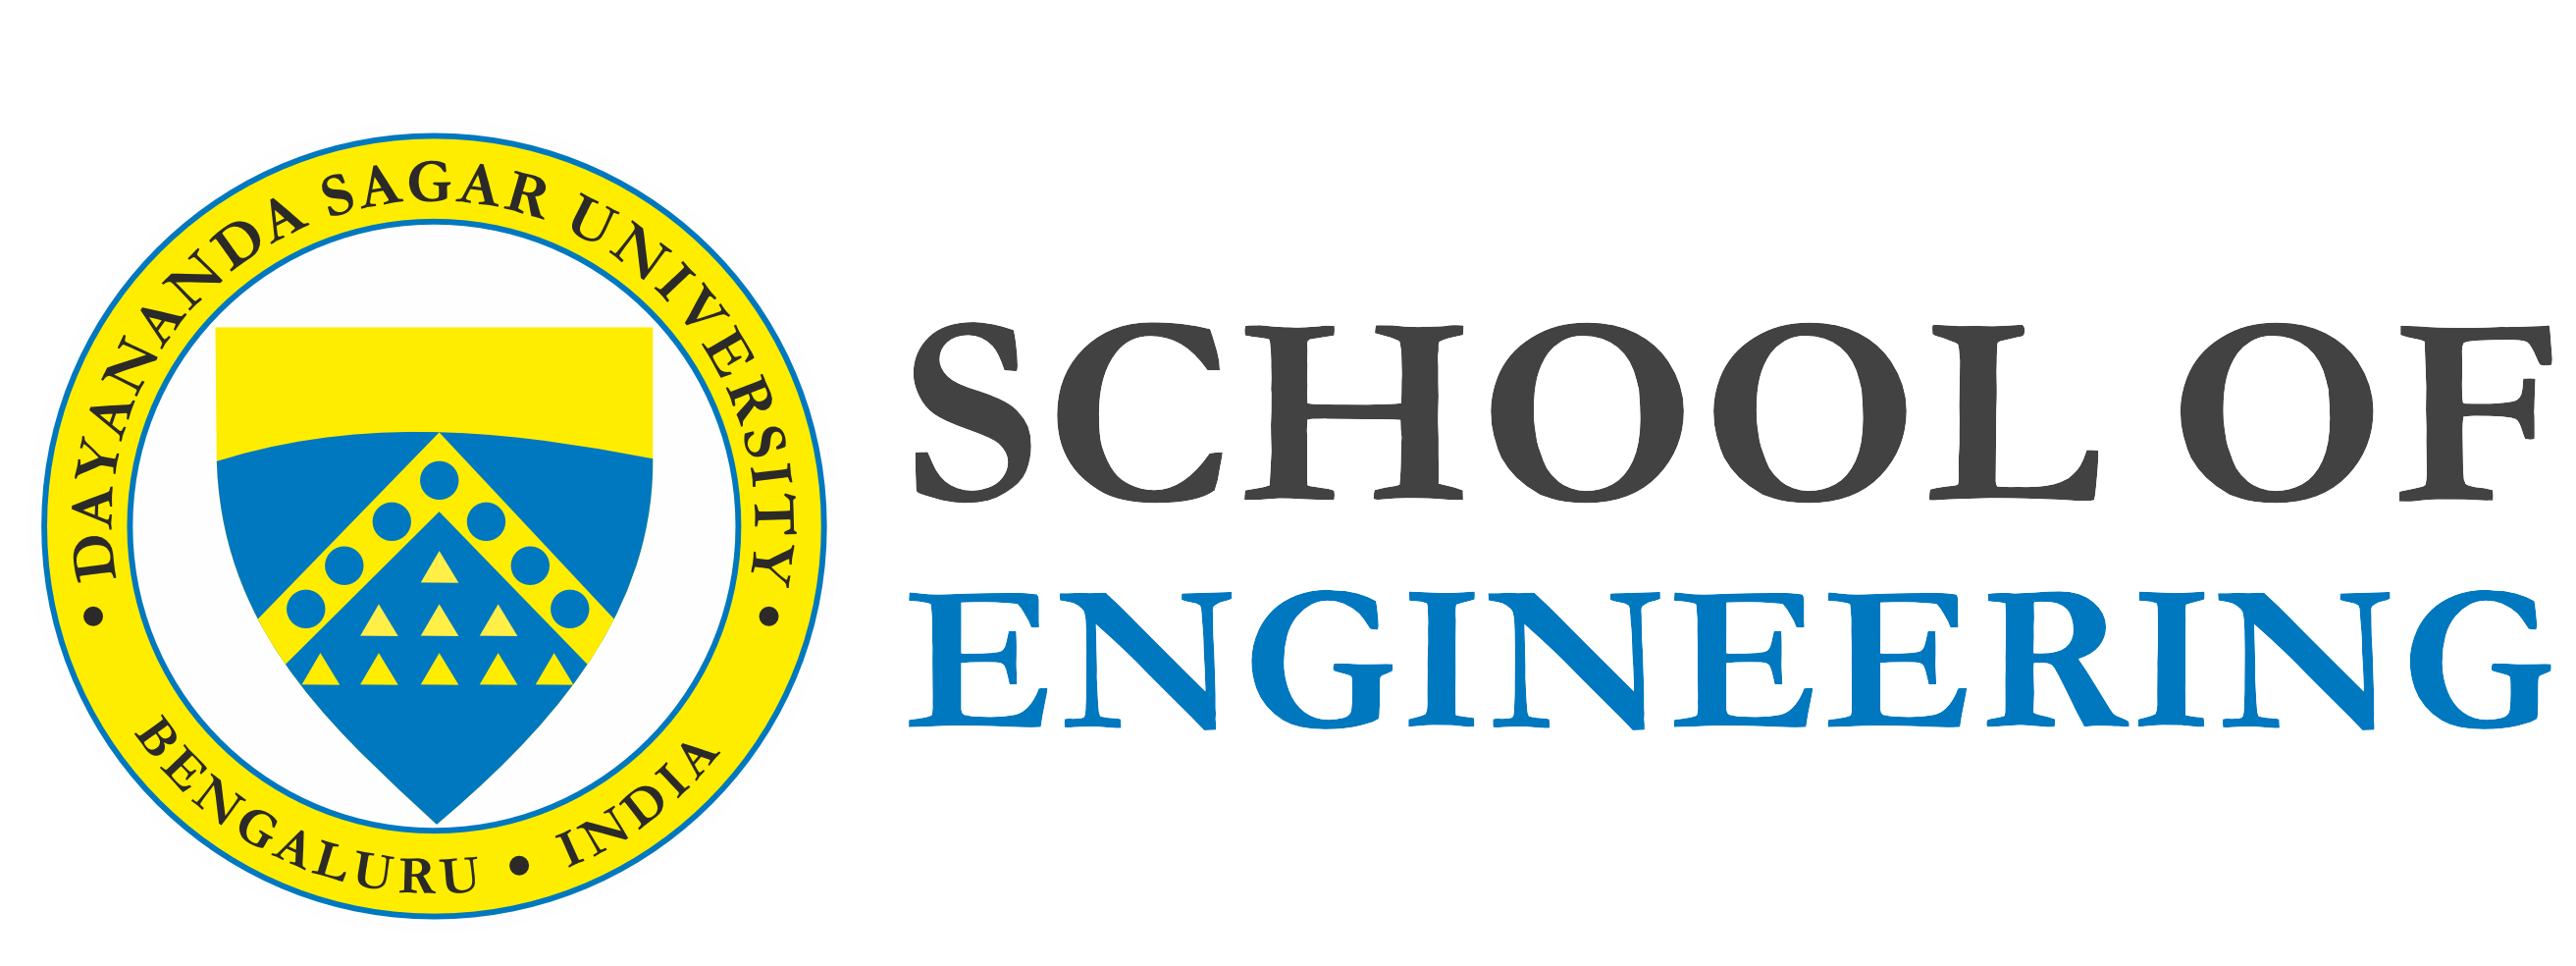 • DAYANANDA SAGAR UNIVERSITY •
BENGALURU • INDIA
SCHOOL OF
ENGINEERING